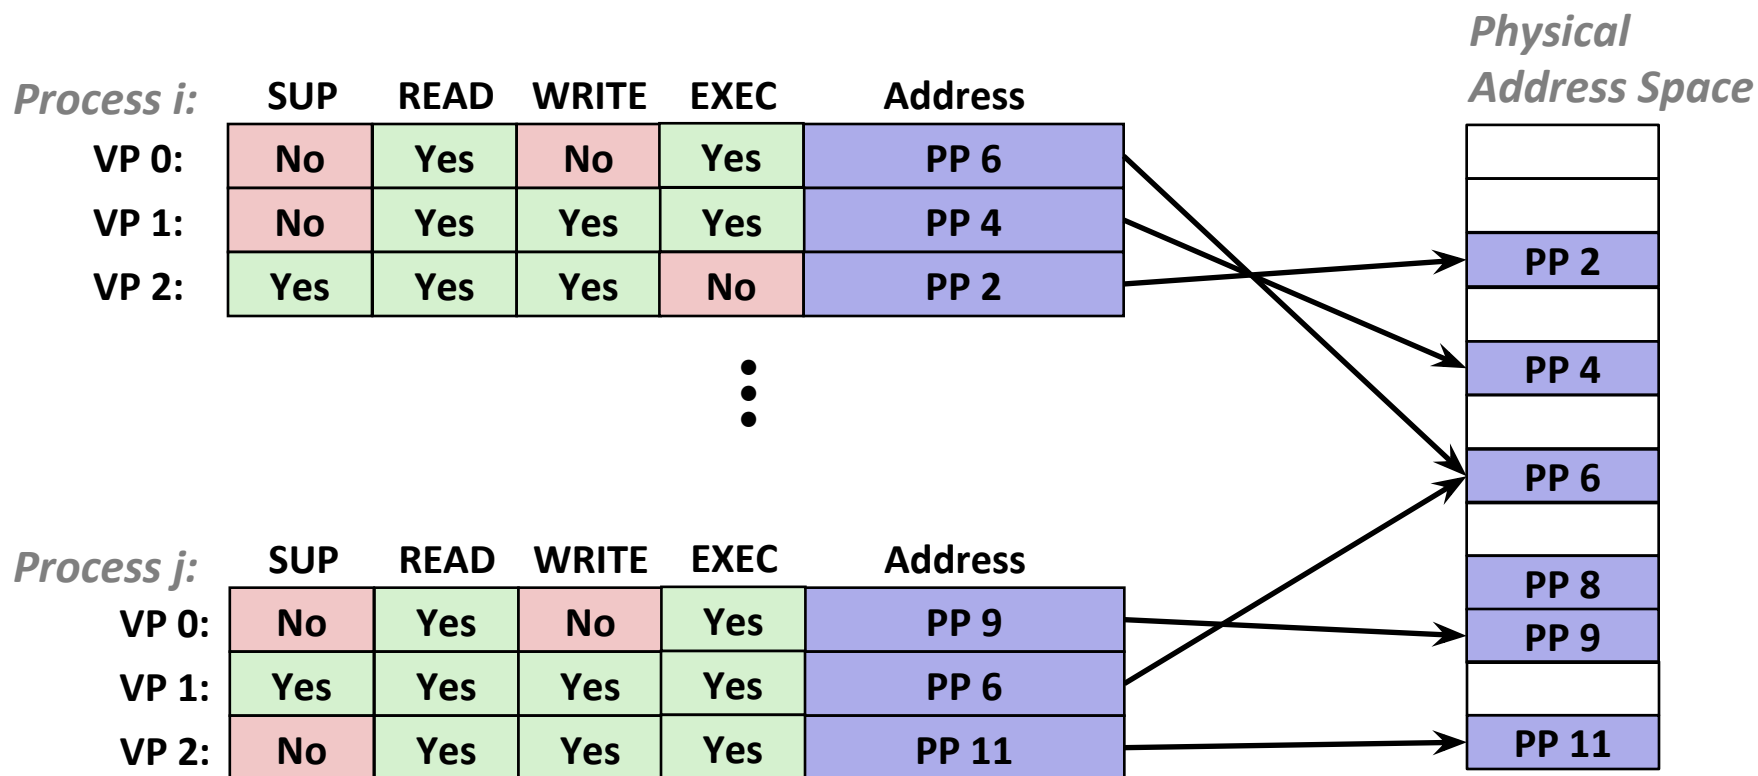 Physical
Address Space
Process i: SUP READ WRITE EXEC Address
VP 0: No Yes No Yes PP 6
VP 1: No Yes Yes Yes PP 4
VP 2: Yes Yes Yes No PP 2
PP 2
PP 4
PP 6
PP 8
PP 9
PP 11
Process j: SUP READ WRITE EXEC Address
VP 0: No Yes No Yes PP 9
VP 1: Yes Yes Yes Yes PP 6
VP 2: No Yes Yes Yes PP 11